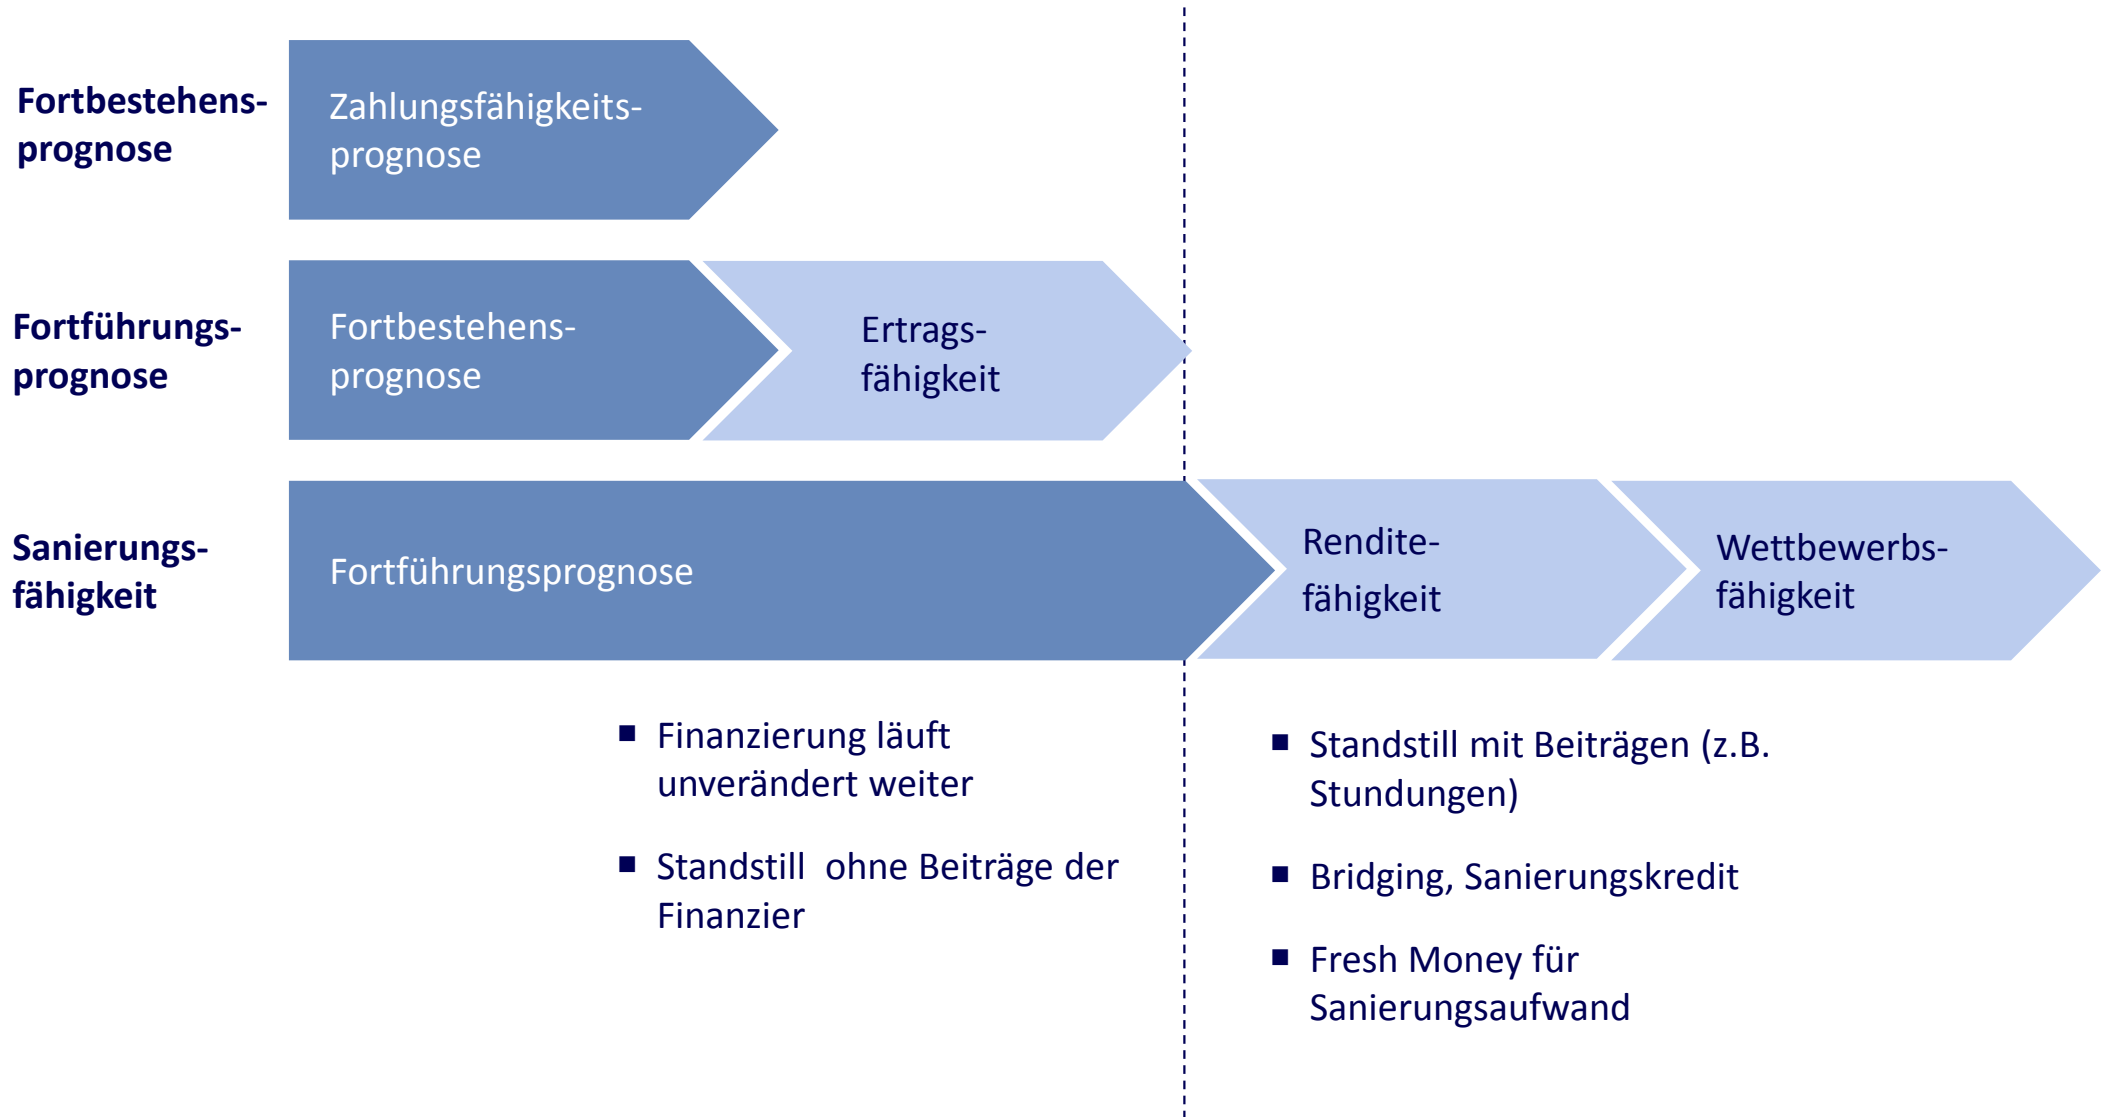 Fortbestehens-
prognose
Zahlungsfähigkeits-
prognose
Fortführungs-
prognose
Fortbestehens-
prognose
Ertrags-
fähigkeit
Sanierungs-
fähigkeit
Fortführungsprognose
Rendite-
fähigkeit
Wettbewerbs-
fähigkeit
■ Finanzierung läuft
unverändert weiter
■ Standstill ohne Beiträge der
Finanzier
■ Standstill mit Beiträgen (z.B.
Stundungen)
■ Bridging, Sanierungskredit
■ Fresh Money für
Sanierungsaufwand